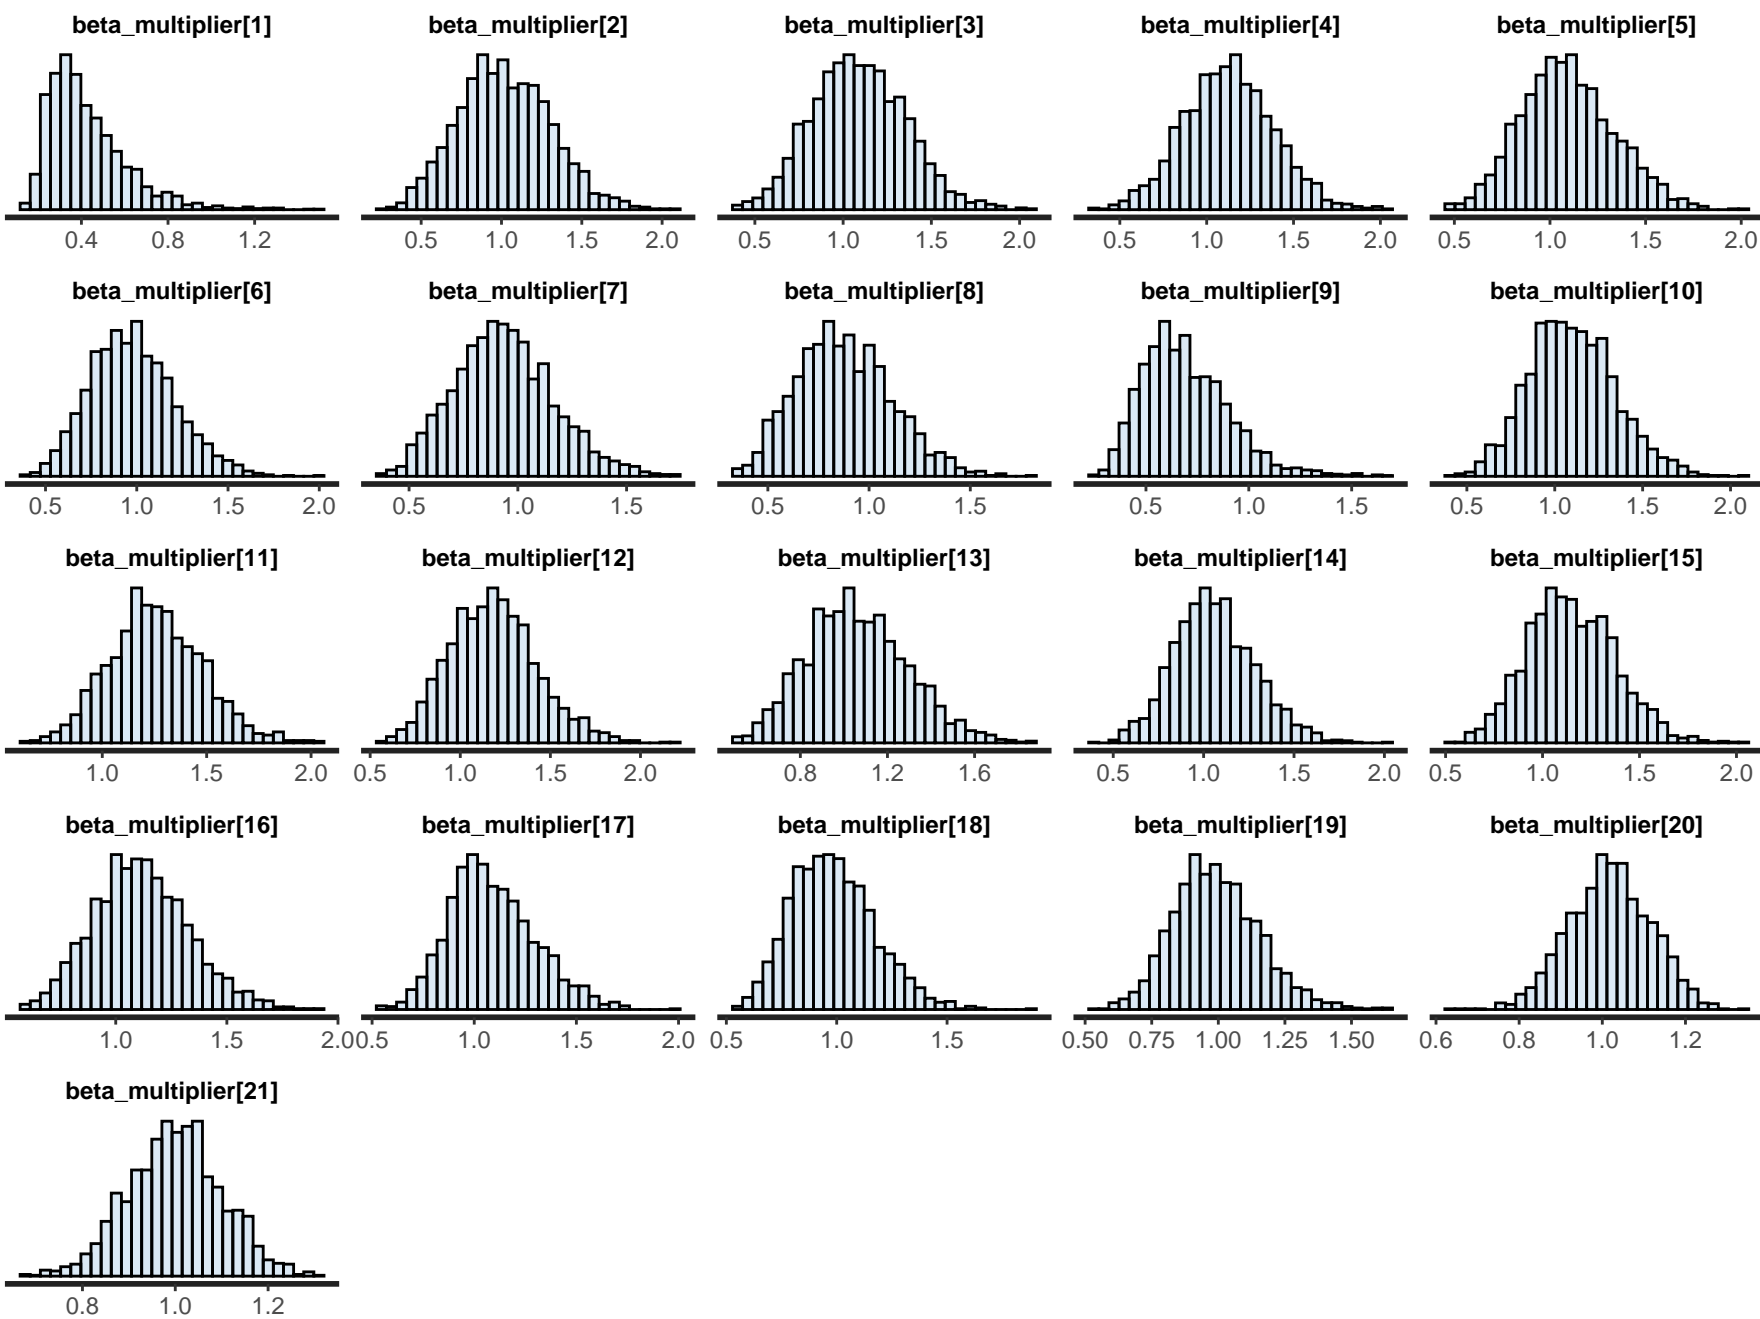 beta_multiplier[1] beta_multiplier[2] beta_multiplier[3] beta_multiplier[4] beta_multiplier[5]
0.4 0.8 1.2 0.5 1.0 1.5 2.0 0.5 1.0 1.5 2.0 0.5 1.0 1.5 2.0 0.5 1.0 1.5 2.0
beta_multiplier[6] beta_multiplier[7] beta_multiplier[8] beta_multiplier[9] beta_multiplier[10]
0.5 1.0 1.5 2.0 0.5 1.0 1.5 0.5 1.0 1.5 0.5 1.0 1.5 0.5 1.0 1.5 2.0
beta_multiplier[11] beta_multiplier[12] beta_multiplier[13] beta_multiplier[14] beta_multiplier[15]
1.0 1.5 2.0 0.5 1.0 1.5 2.0 0.8 1.2 1.6 0.5 1.0 1.5 2.0 0.5 1.0 1.5 2.0
beta_multiplier[16] beta_multiplier[17] beta_multiplier[18] beta_multiplier[19] beta_multiplier[20]
1.0 1.5 2.0 0.5 1.0 1.5 2.0 0.5 1.0 1.5 0.50 0.75 1.00 1.25 1.50 0.6 0.8 1.0 1.2
beta_multiplier[21]
0.8 1.0 1.2